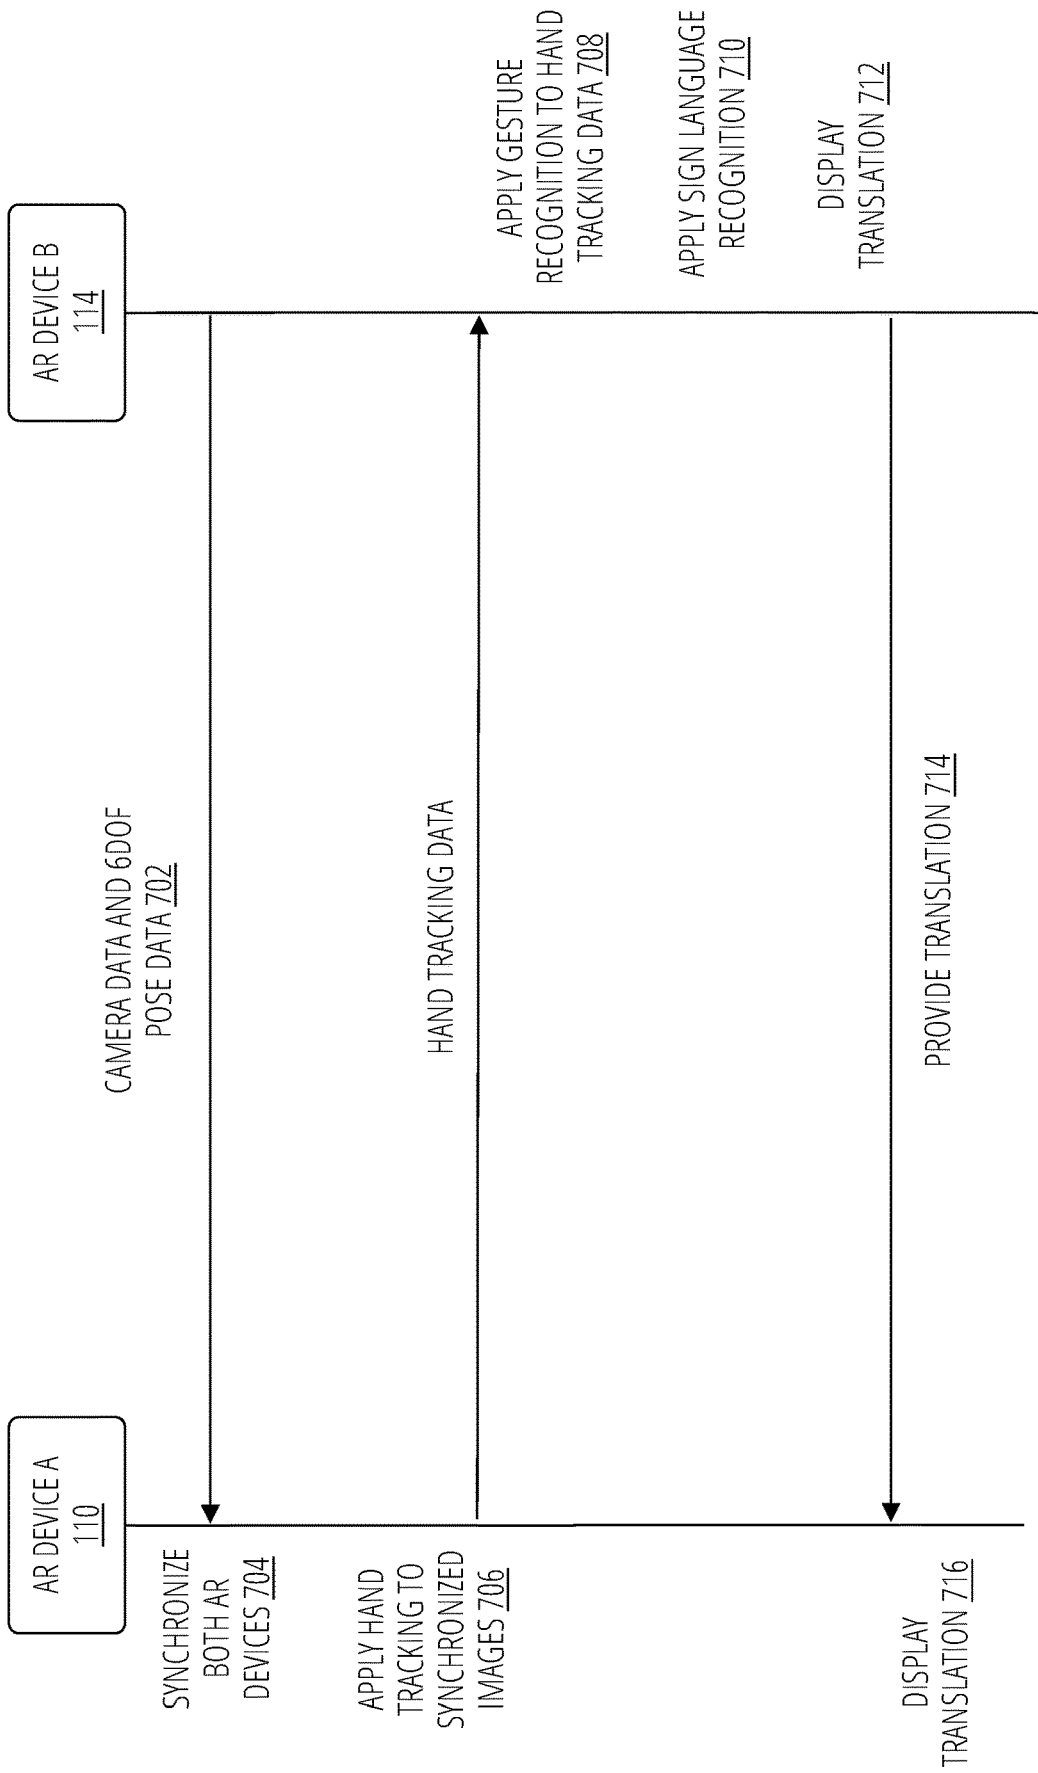 AR DEVICE A
110
AR DEVICE B
114
CAMERA DATA AND 6DOF
POSE DATA 702
SYNCHRONIZE
BOTH AR
DEVICES 704
APPLY HAND
TRACKING TO
SYNCHRONIZED
IMAGES 706
HAND TRACKING DATA
APPLY GESTURE
RECOGNITION TO HAND
TRACKING DATA 708
APPLY SIGN LANGUAGE
RECOGNITION 710
DISPLAY
TRANSLATION 712
PROVIDE TRANSLATION 714
DISPLAY
TRANSLATION 716